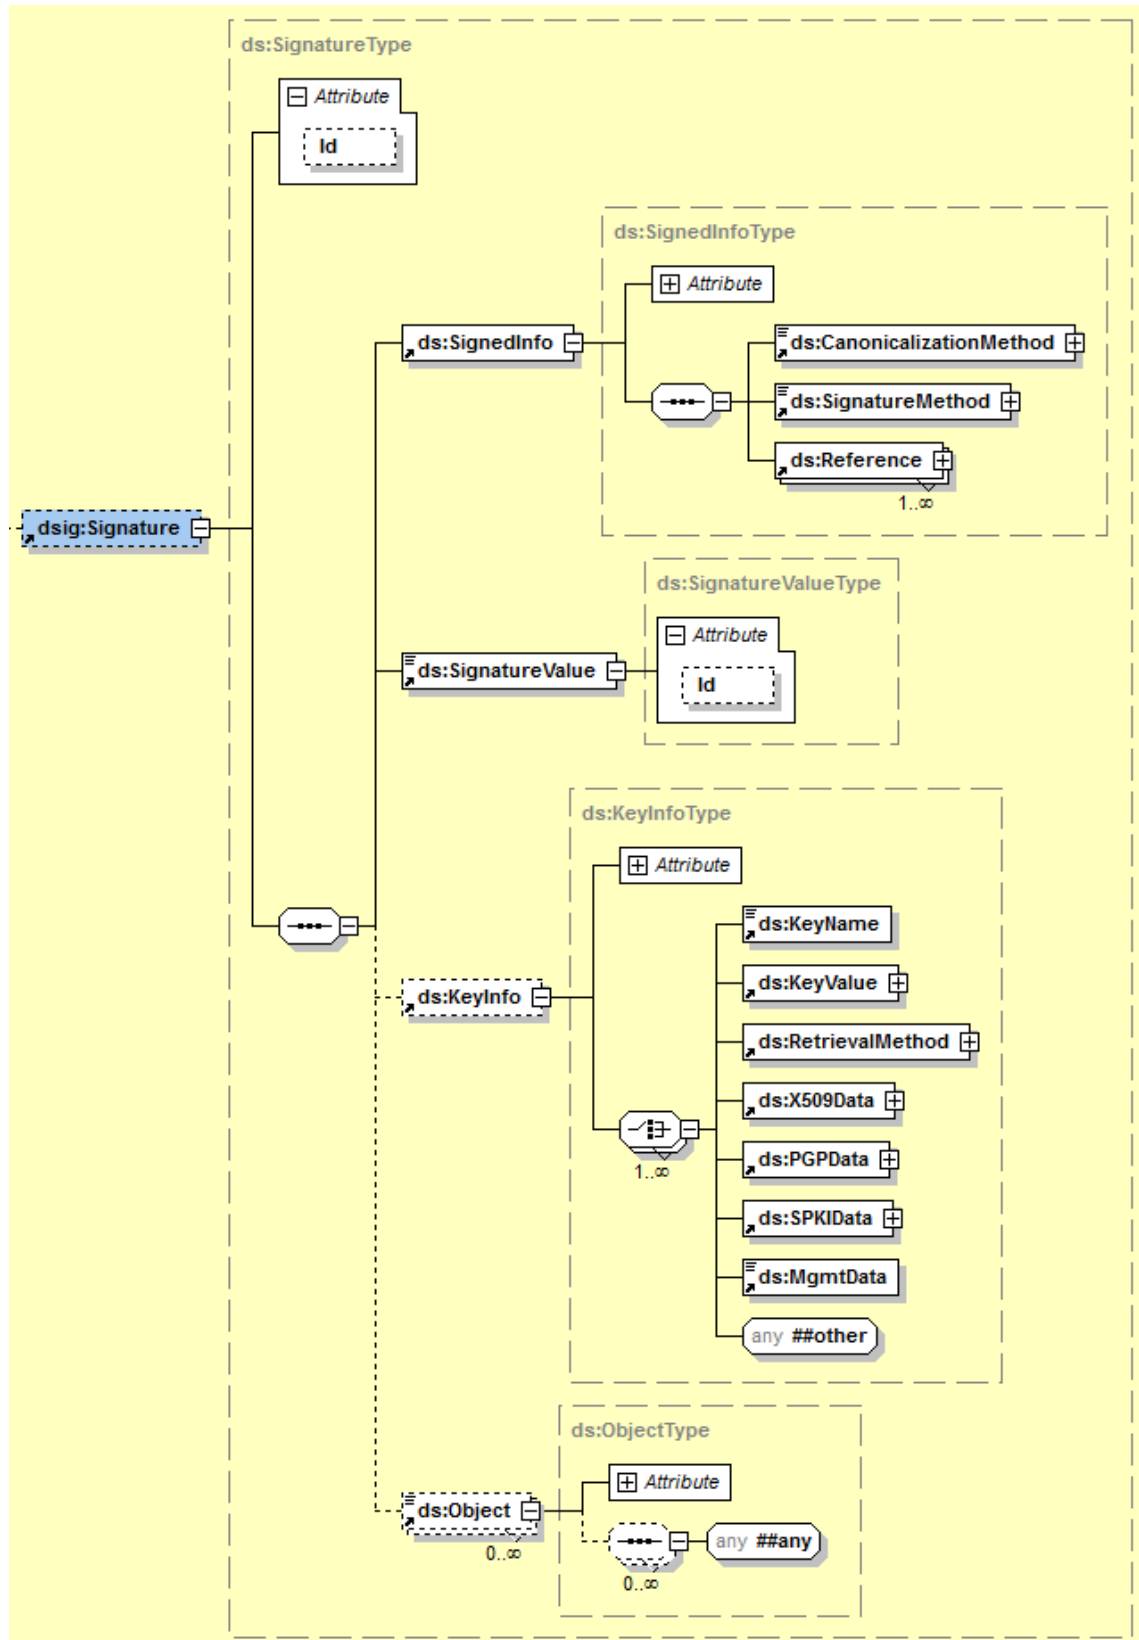 ds:SignatureType
Attribute
Id
ds:SignedInfoType
Attribute
ds:SignedInfo
ds:CanonicalizationMethod
ds:SignatureMethod
ds:Reference
1..∞
dsig:Signature
ds:SignatureValueType
Attribute
ds:SignatureValue
Id
ds:KeyInfoType
Attribute
ds:KeyName
ds:KeyValue
ds:KeyInfo
ds:RetrievalMethod
ds:X509Data
ds:PGPData
1..∞
ds:SPKIData
ds:MgmtData
any ##other
ds:ObjectType
Attribute
ds:Object
any ##any
0..∞
0..∞